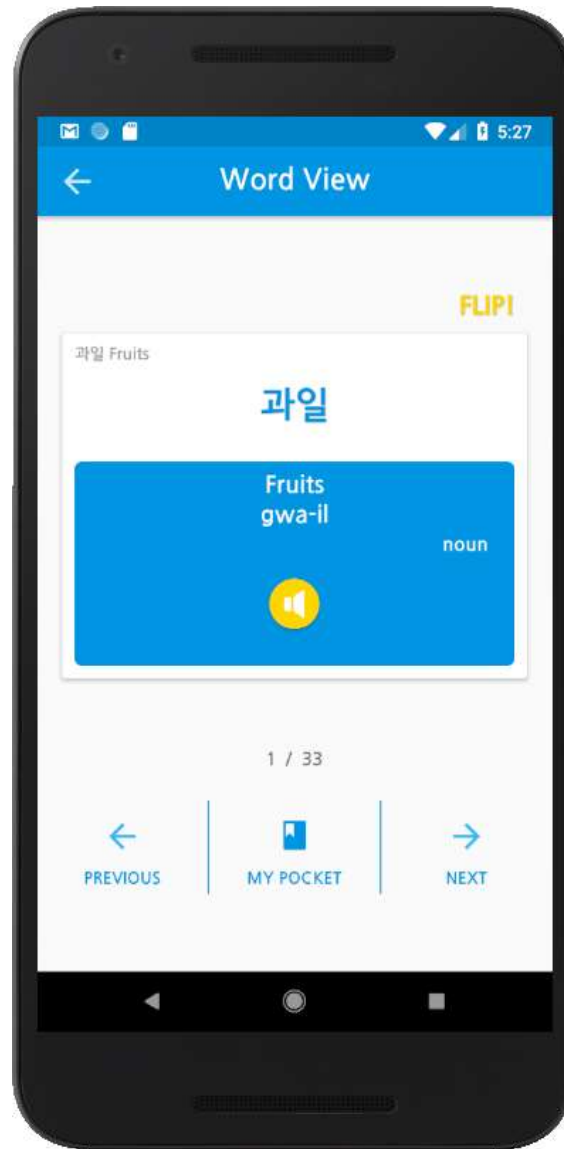 5:27
Word View
FLIP!
과일 Fruits
과일
Fruits
gwa-il
noun
1 / 33
PREVIOUS
MY POCKET
NEXT